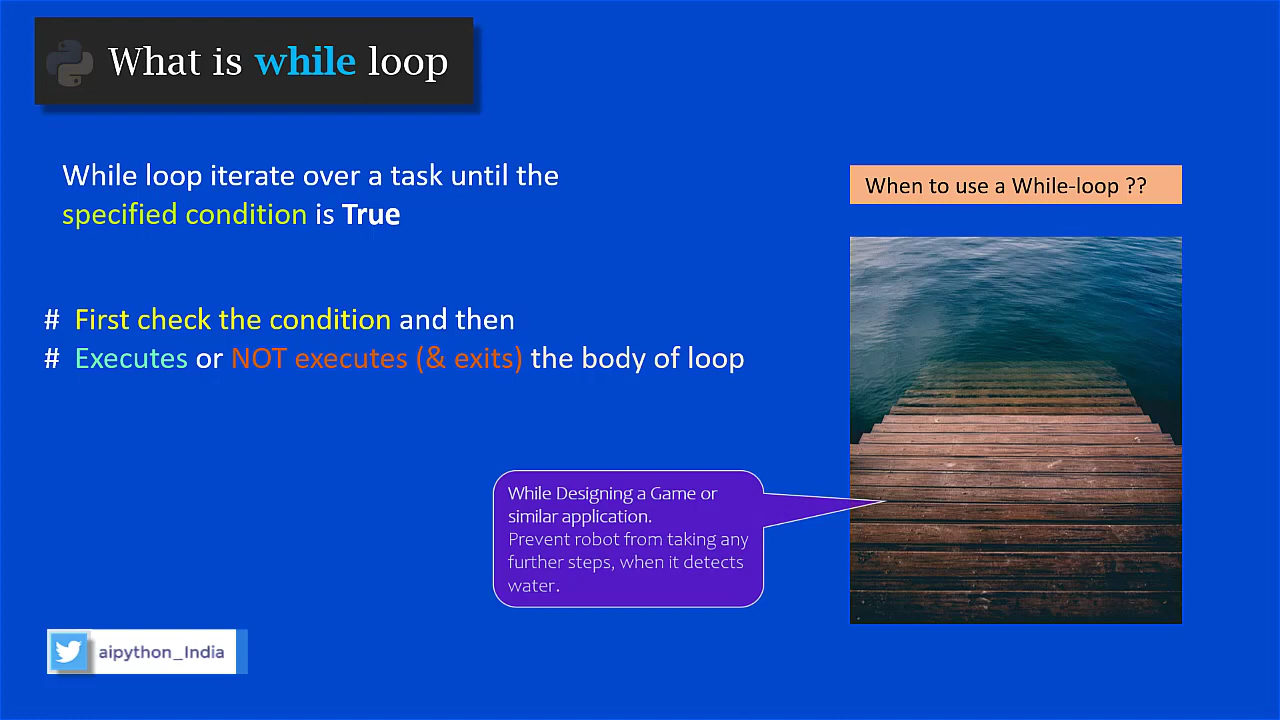 What is while loop
While loop iterate over a task until the
specified condition is True
# First check the condition and then
# Executes or NOT executes (& exits) the body of loop
When to use a While-loop ??
While Designing a Game or
similar application.
Prevent robot from taking any
further steps, when it detects
water.
aipython_India